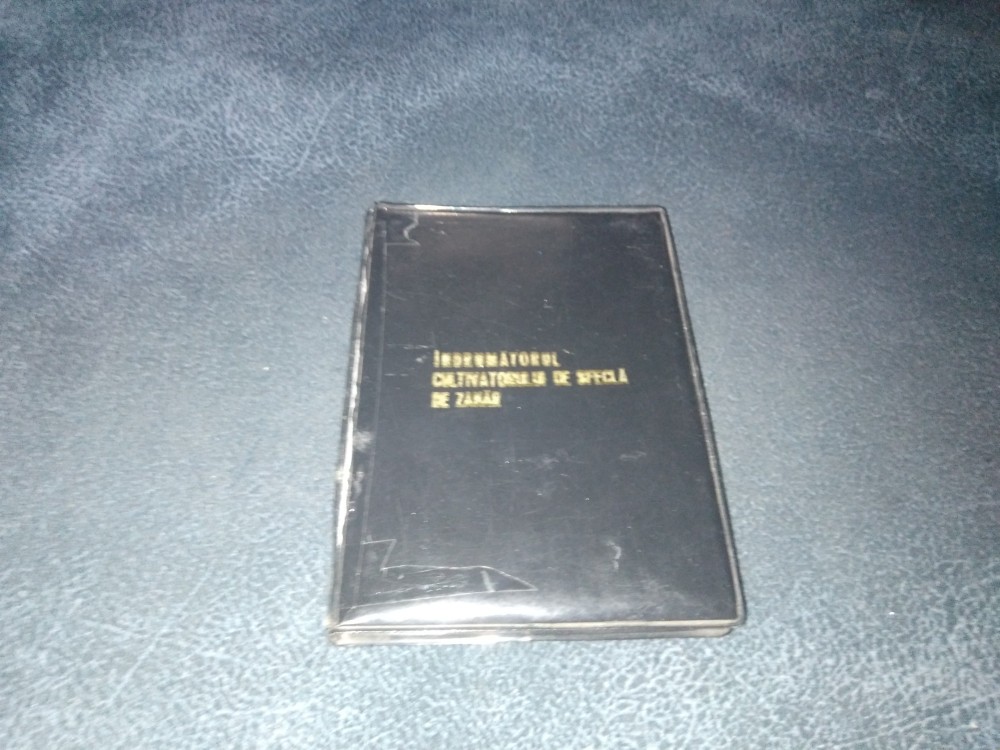 ÎNDRUMĂTORUL
CULTIVATORULUI DE SFECLĂ
DE ZAHĂR